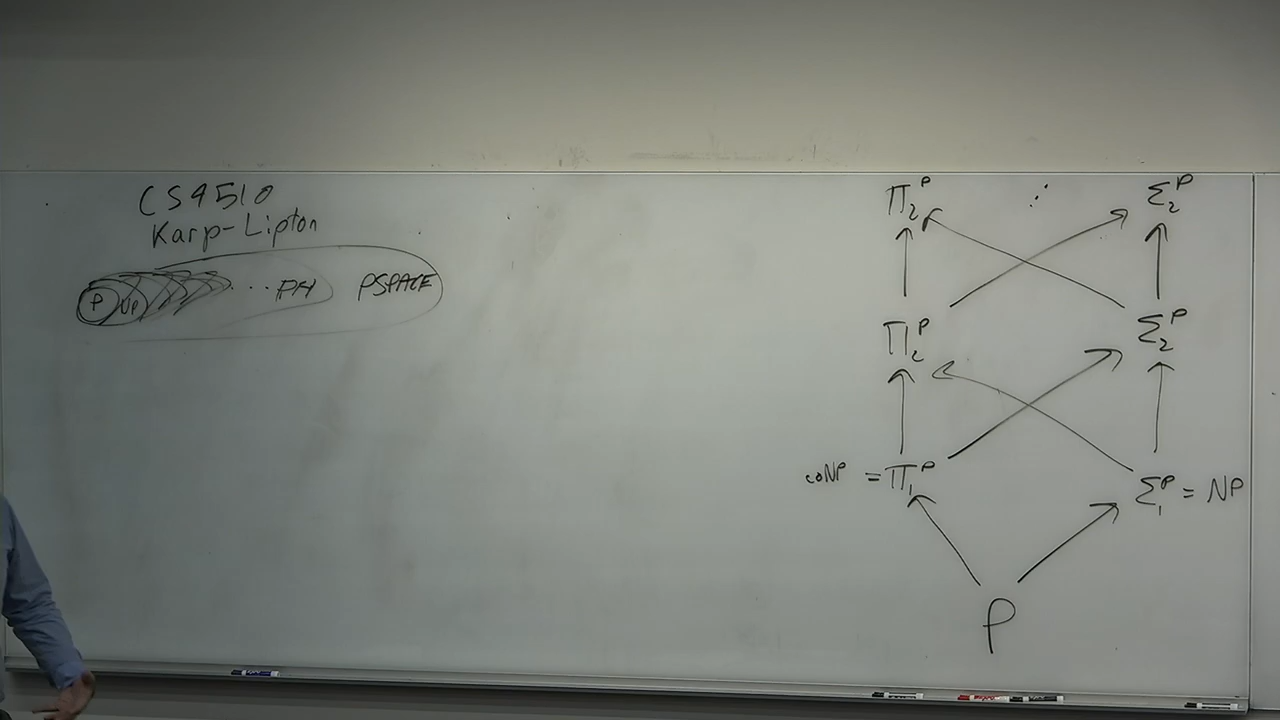 CS4510
Karp-Lipton
P NP ... PH PSPACE
Π₂ᴾ ⋰ Σ₂ᴾ
Π₂ᴾ Σ₂ᴾ
coNP = Π₁ᴾ Σ₁ᴾ = NP
P